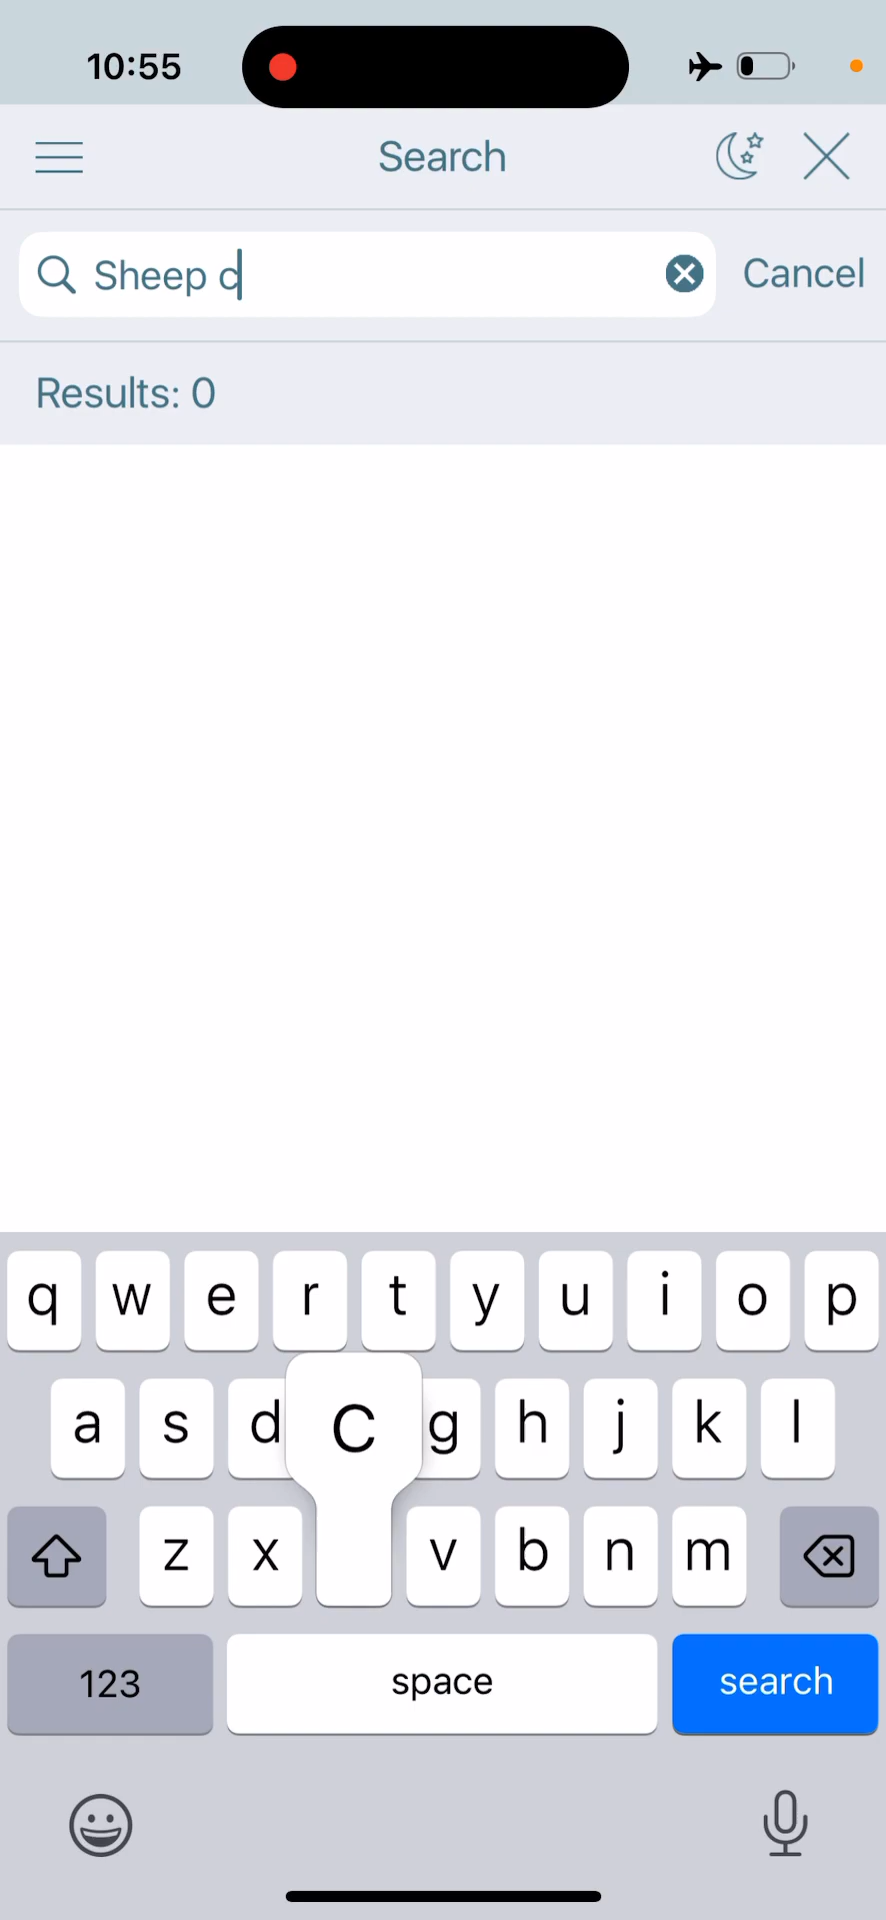 10:55
Search
Sheep c
Cancel
Results: 0
q w e r t y u i o p
a s d C g h j k l
z x v b n m
123 space search